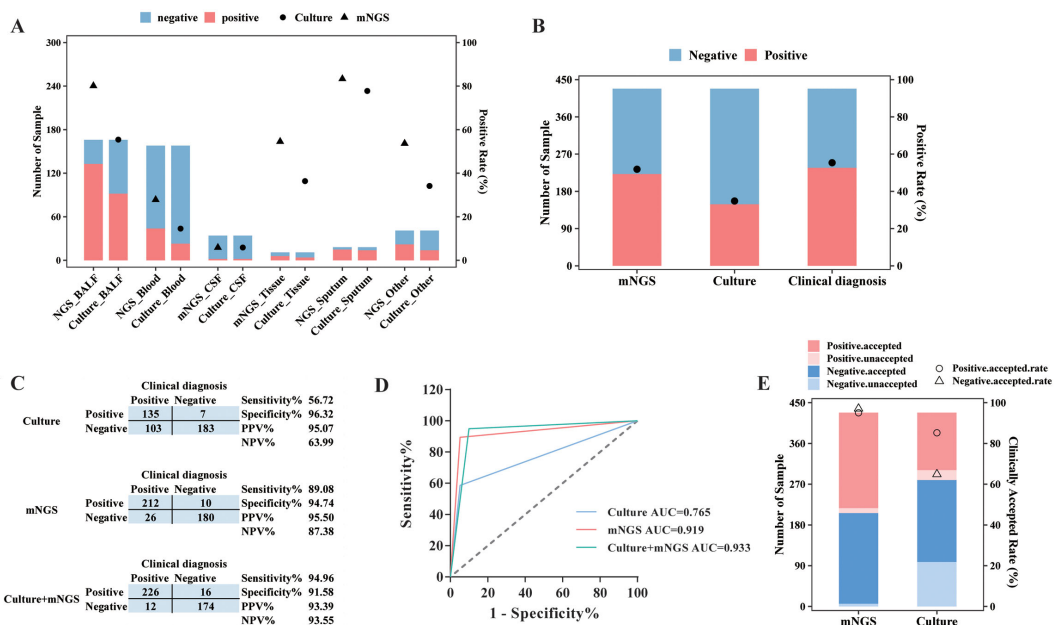 A
negative positive Culture mNGS
Number of Sample
300
240
180
120
60
0
100
80
60
40
20
0
Positive Rate (%)
NGS_BALF
Culture_BALF
NGS_Blood
Culture_Blood
mNGS_CSF
Culture_CSF
mNGS_Tissue
Culture_Tissue
NGS_Sputum
Culture_Sputum
NGS_Other
Culture_Other
B
Negative Positive
Number of Sample
450
360
270
180
90
0
100
80
60
40
20
0
Positive Rate (%)
mNGS Culture Clinical diagnosis
C
Clinical diagnosis
Positive Negative Sensitivity% 56.72
Culture Positive 135 7 Specificity% 96.32
Negative 103 183 PPV% 95.07
NPV% 63.99
Clinical diagnosis
Positive Negative Sensitivity% 89.08
mNGS Positive 212 10 Specificity% 94.74
Negative 26 180 PPV% 95.50
NPV% 87.38
Clinical diagnosis
Positive Negative Sensitivity% 94.96
Culture+mNGS Positive 226 16 Specificity% 91.58
Negative 12 174 PPV% 93.39
NPV% 93.55
D
Sensitivity%
120
100
80
60
40
20
0
0 20 40 60 80 100
1 - Specificity%
Culture AUC=0.765
mNGS AUC=0.919
Culture+mNGS AUC=0.933
E
Positive.accepted
Positive.unaccepted
Negative.accepted
Negative.unaccepted
Positive.accepted.rate
Negative.accepted.rate
Number of Sample
450
360
270
180
90
0
100
80
60
40
20
0
Clinically Accepted Rate (%)
mNGS Culture